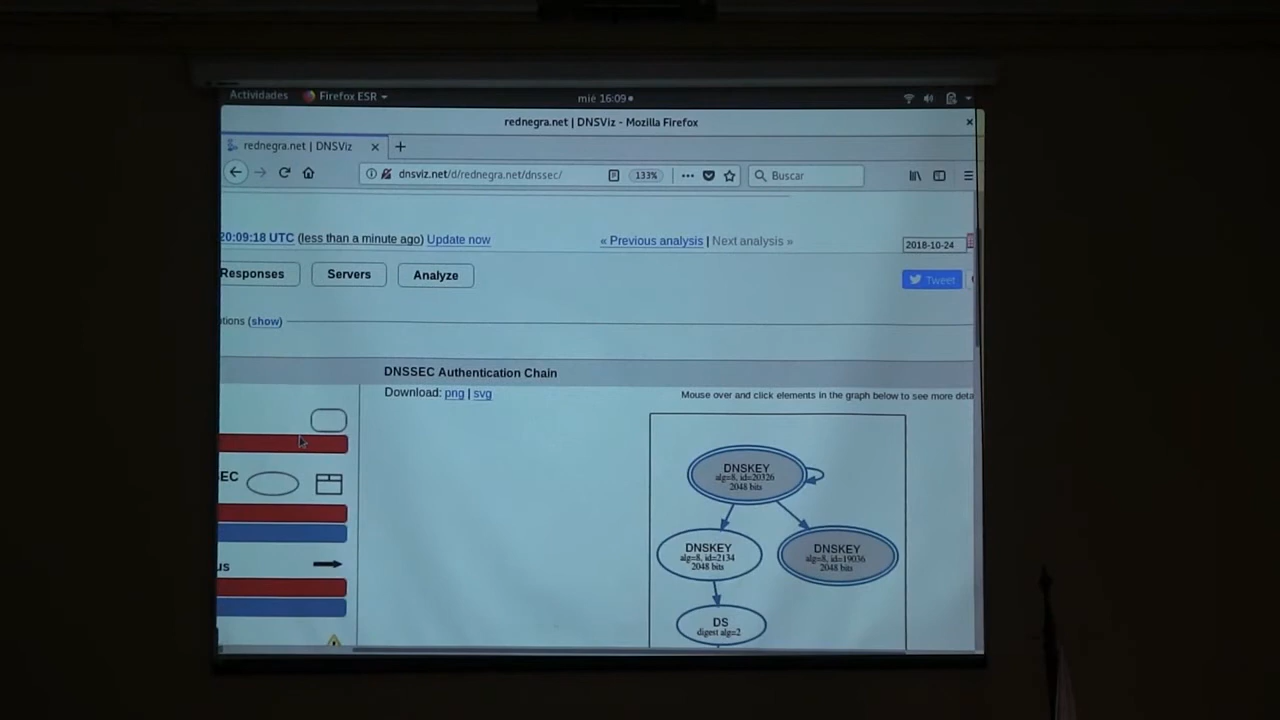 Actividades Firefox ESR mié 16:09
rednegra.net | DNSViz - Mozilla Firefox
rednegra.net | DNSViz
dnsviz.net/d/rednegra.net/dnssec/ 133% Buscar
20:09:18 UTC (less than a minute ago) Update now « Previous analysis | Next analysis » 2018-10-24
Responses Servers Analyze Tweet
tions (show)
DNSSEC Authentication Chain
Download: png | svg Mouse over and click elements in the graph below to see more deta
DNSKEY
alg=8, id=20326
2048 bits
EC
DNSKEY
alg=8, id=2134
2048 bits
DNSKEY
alg=8, id=19036
2048 bits
us
DS
digest alg=2